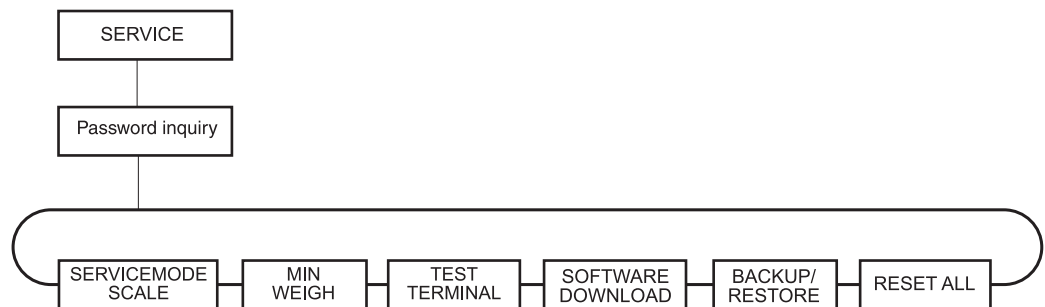 SERVICE
Password inquiry
SERVICEMODE
SCALE
MIN
WEIGH
TEST
TERMINAL
SOFTWARE
DOWNLOAD
BACKUP/
RESTORE
RESET ALL